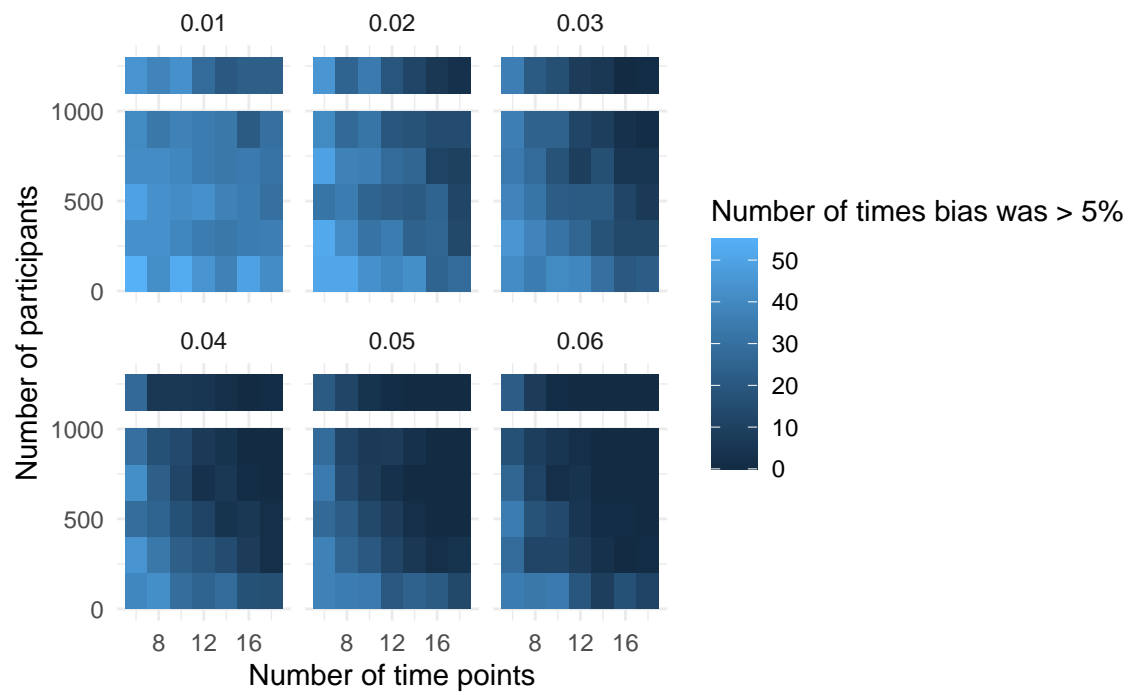 0.01 0.02 0.03
1000
500
0
Number of times bias was > 5%
50
40
30
20
10
0
Number of participants
0.04 0.05 0.06
1000
500
0
8 12 16 8 12 16 8 12 16
Number of time points